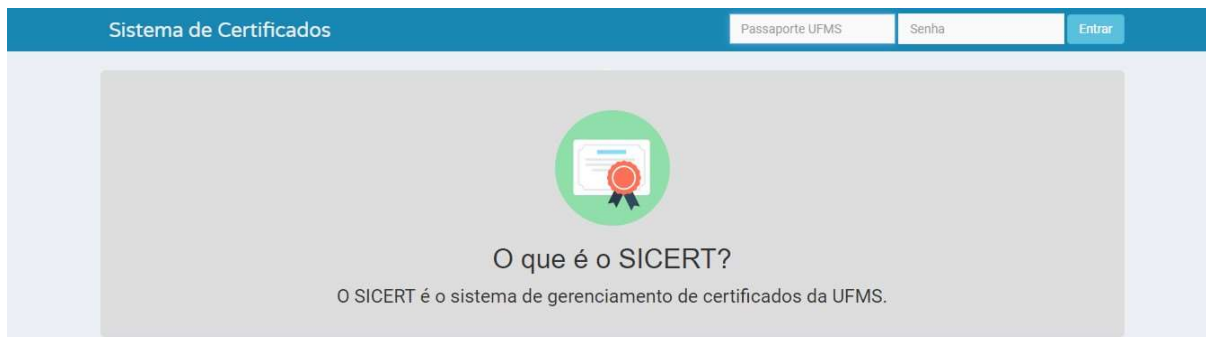 Sistema de Certificados
Passaporte UFMS
Senha
Entrar
O que é o SICERT?
O SICERT é o sistema de gerenciamento de certificados da UFMS.